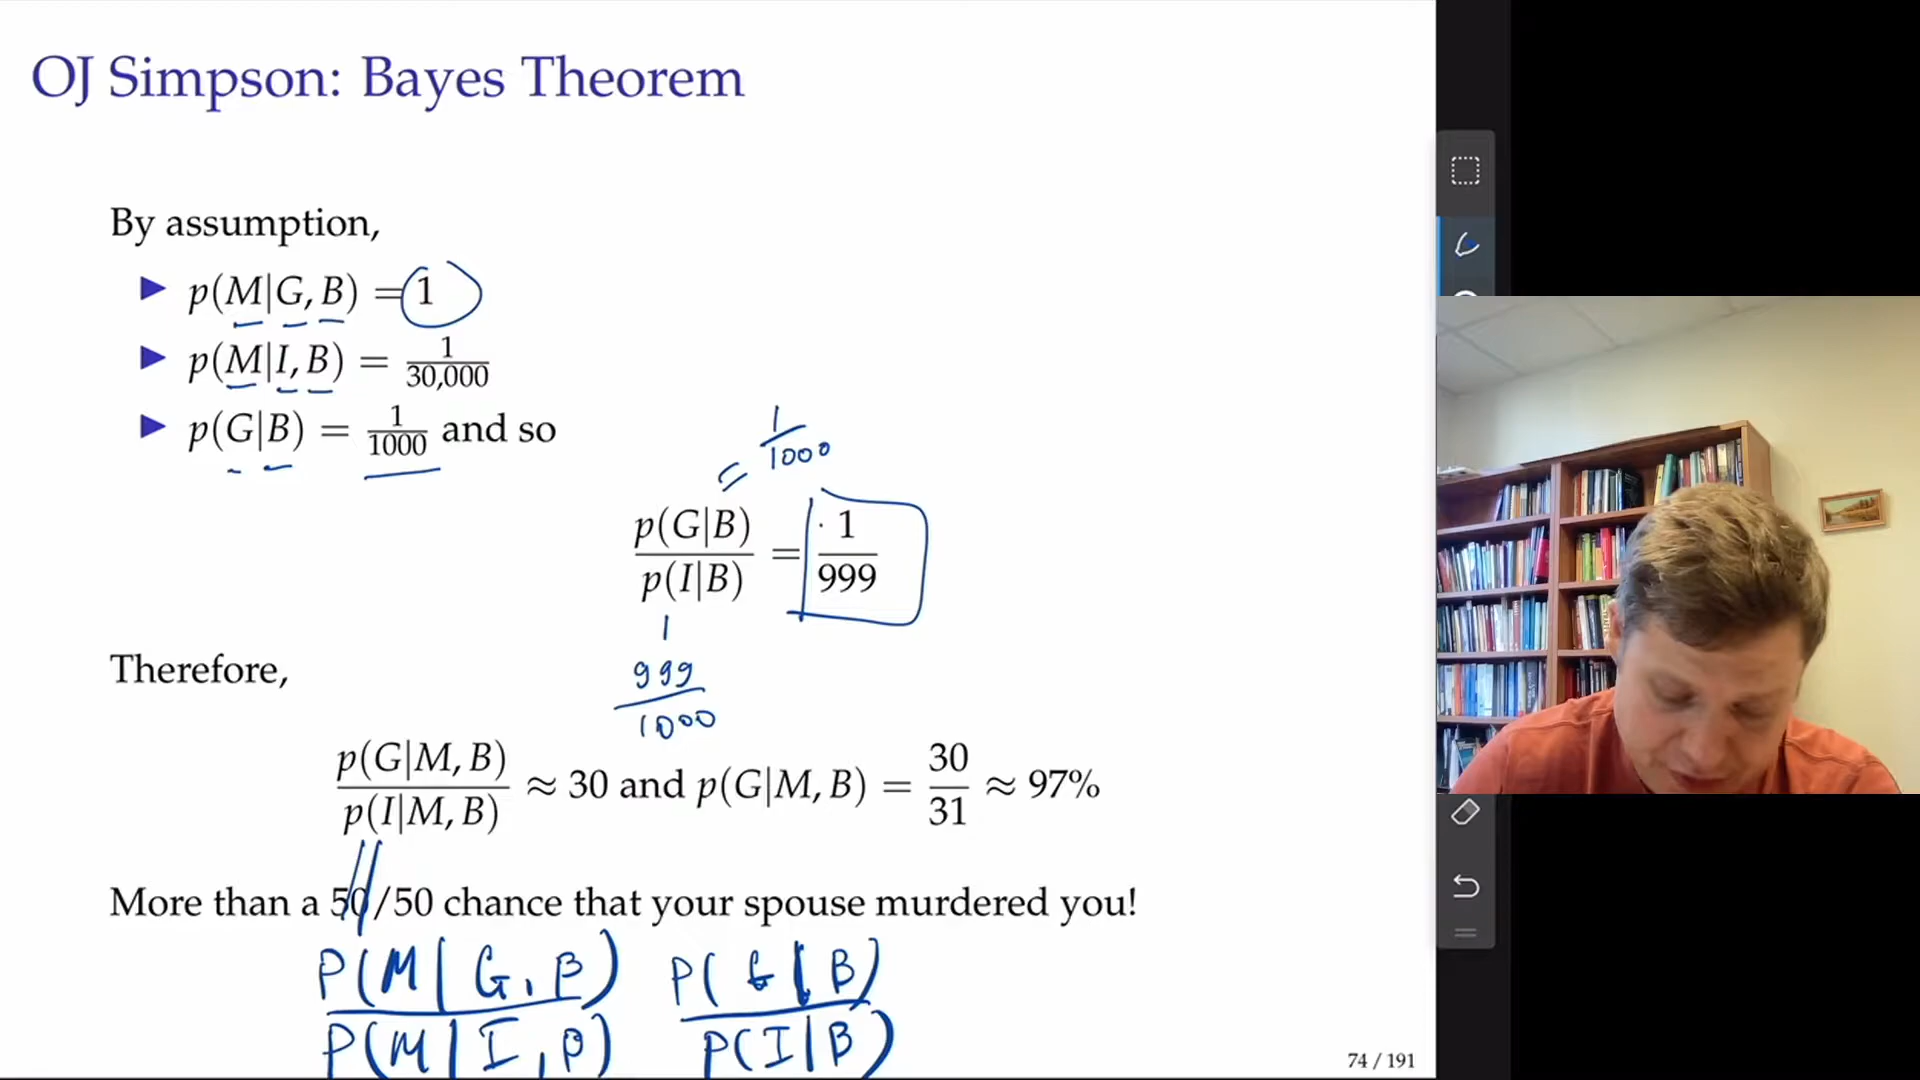 OJ Simpson: Bayes Theorem
By assumption,
▶ p(M|G, B) = 1
▶ p(M|I, B) = 1/30,000
▶ p(G|B) = 1/1000 and so
= 1/1000
p(G|B)/p(I|B) = 1/999
999/1000
Therefore,
p(G|M, B)/p(I|M, B) ≈ 30 and p(G|M, B) = 30/31 ≈ 97%
More than a 50/50 chance that your spouse murdered you!
P(M|G,B)/P(M|I,B) P(G|B)/P(I|B)
74 / 191